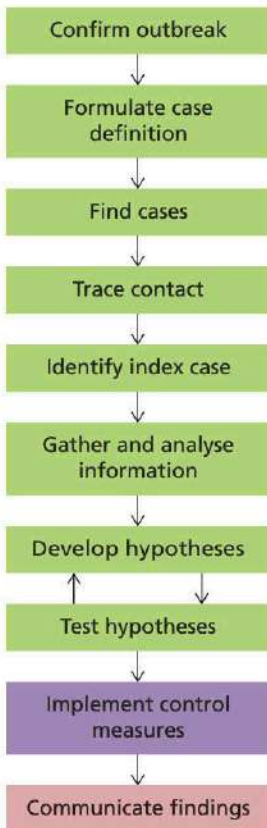 Confirm outbreak
Formulate case
definition
Find cases
Trace contact
Identify index case
Gather and analyse
information
Develop hypotheses
Test hypotheses
Implement control
measures
Communicate findings